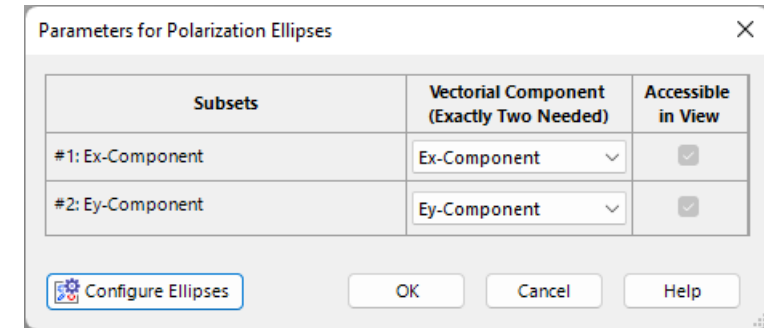 Parameters for Polarization Ellipses
Subsets
Vectorial Component
(Exactly Two Needed)
Accessible
in View
#1: Ex-Component
Ex-Component
#2: Ey-Component
Ey-Component
Configure Ellipses
OK
Cancel
Help